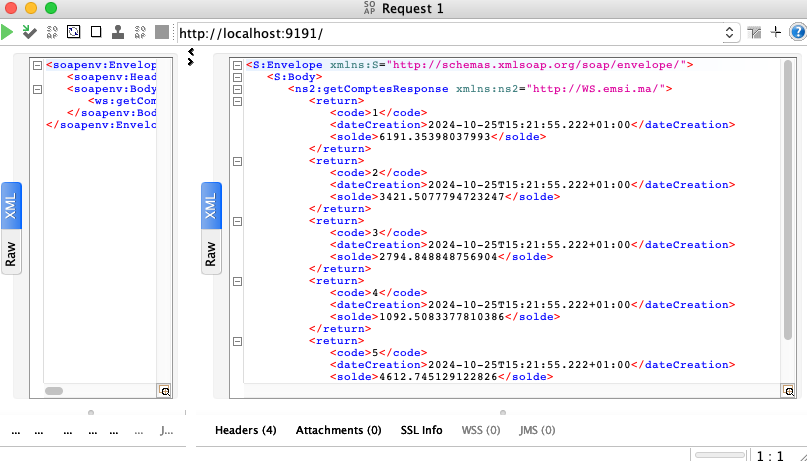 SO AP Request 1
http://localhost:9191/
XML
Raw
<soapenv:Envelop
<soapenv:Head
<soapenv:Body
<ws:getCom
</soapenv:Bod
</soapenv:Envelo
XML
Raw
<S:Envelope xmlns:S="http://schemas.xmlsoap.org/soap/envelope/">
<S:Body>
<ns2:getComptesResponse xmlns:ns2="http://WS.emsi.ma/">
<return>
<code>1</code>
<dateCreation>2024-10-25T15:21:55.222+01:00</dateCreation>
<solde>6191.35398037993</solde>
</return>
<return>
<code>2</code>
<dateCreation>2024-10-25T15:21:55.222+01:00</dateCreation>
<solde>3421.5077794723247</solde>
</return>
<return>
<code>3</code>
<dateCreation>2024-10-25T15:21:55.222+01:00</dateCreation>
<solde>2794.848848756904</solde>
</return>
<return>
<code>4</code>
<dateCreation>2024-10-25T15:21:55.222+01:00</dateCreation>
<solde>1092.5083377810386</solde>
</return>
<return>
<code>5</code>
<dateCreation>2024-10-25T15:21:55.222+01:00</dateCreation>
<solde>4612.745129122826</solde>
... ... ... ... ... ... J...
Headers (4) Attachments (0) SSL Info WSS (0) JMS (0)
1 : 1